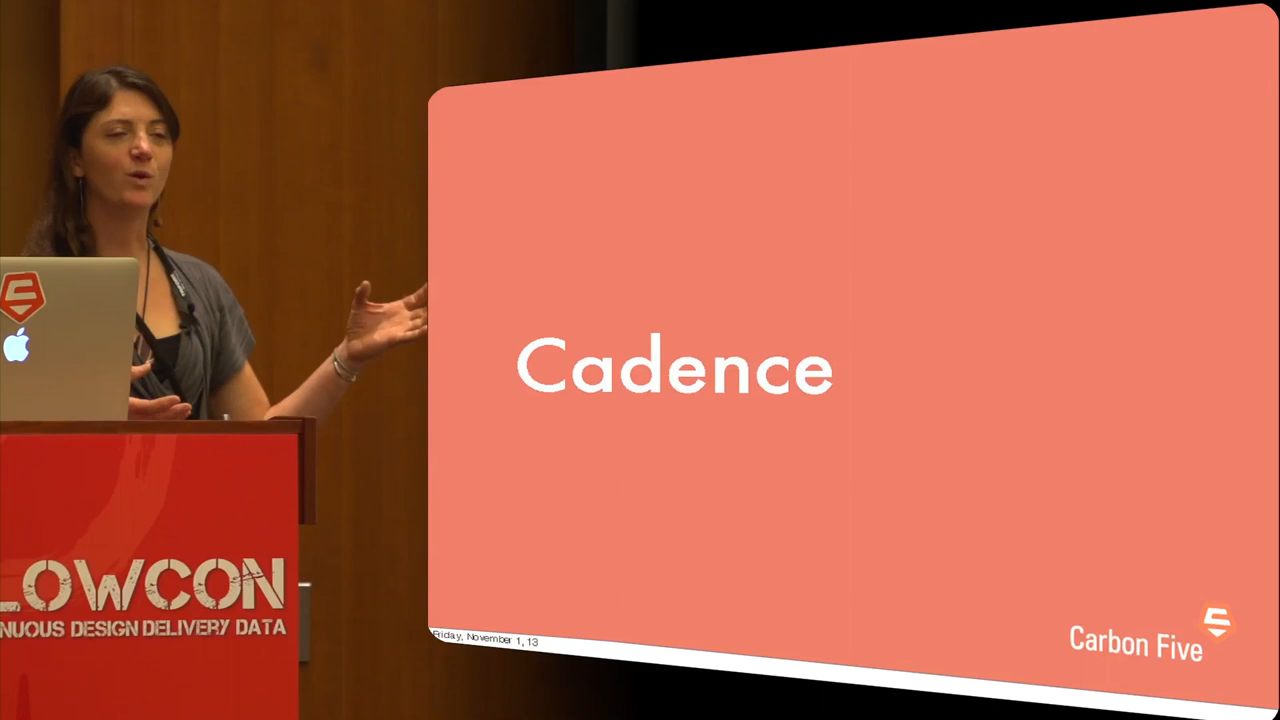 Cadence
Carbon Five
Friday, November 1, 13
LOWCON
NUOUS DESIGN DELIVERY DATA